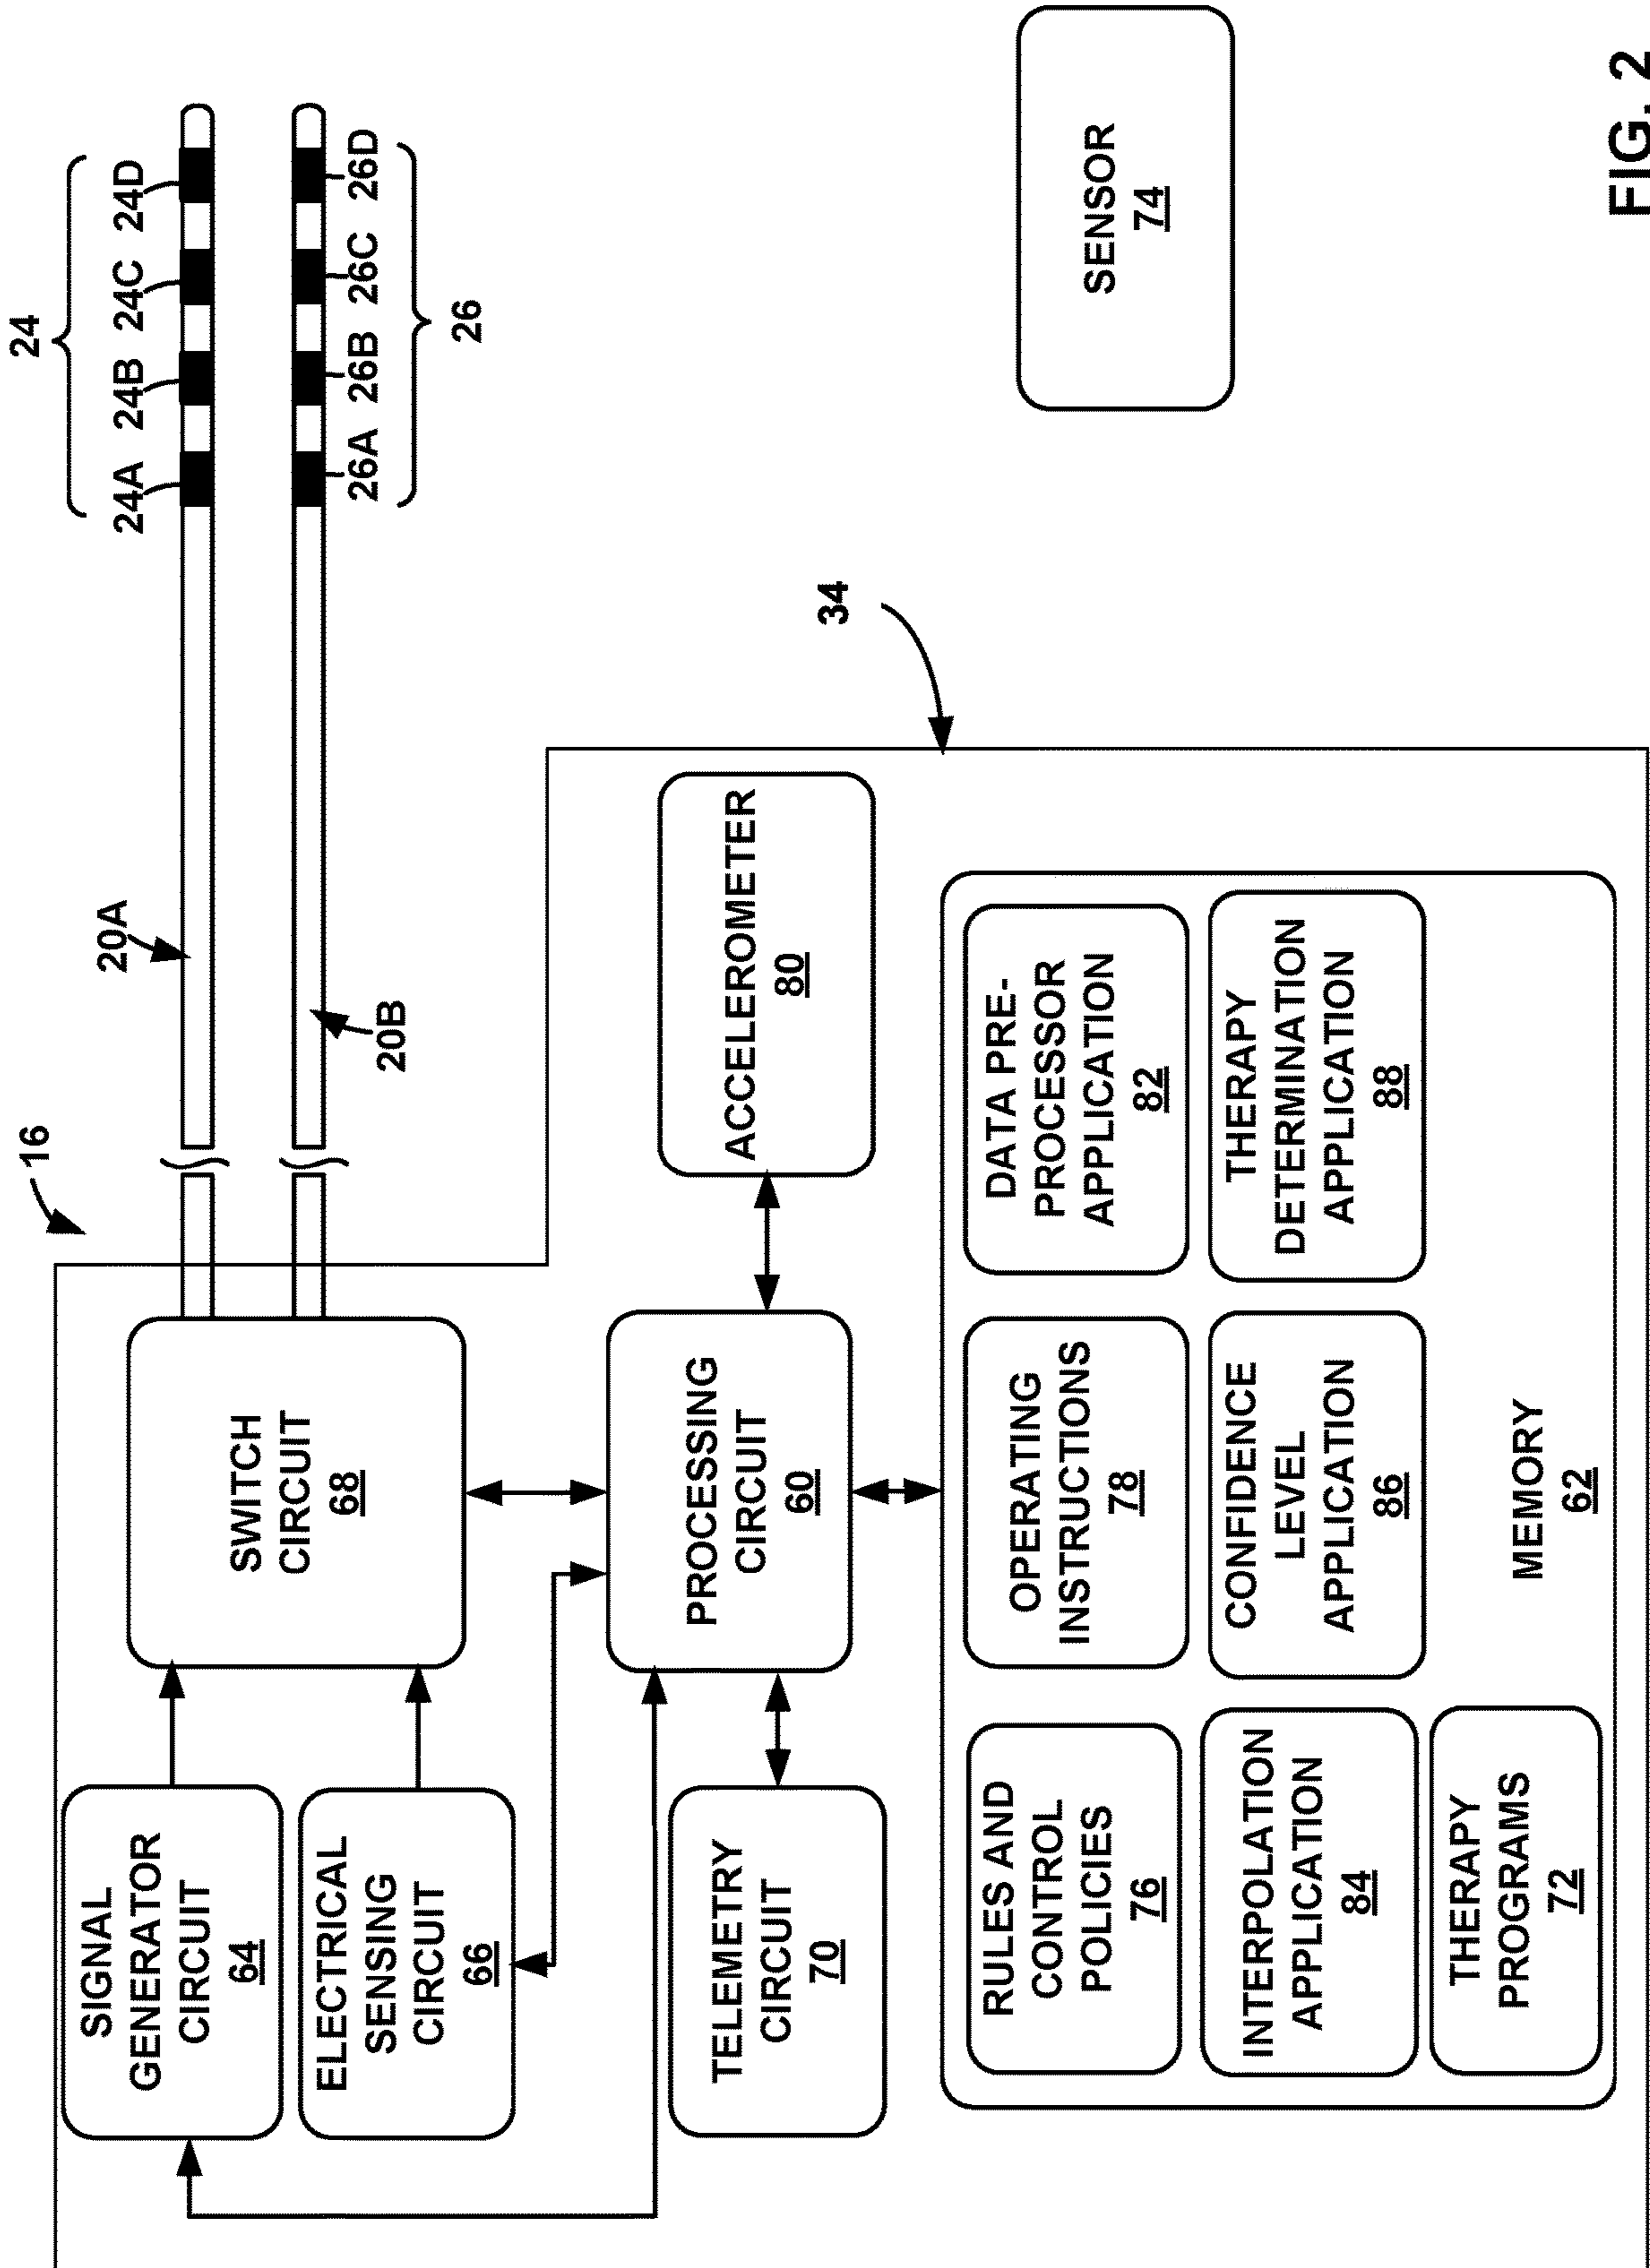 24
24A 24B 24C 24D
20A
16
20B
26A 26B 26C 26D
26
SIGNAL
GENERATOR
CIRCUIT
64
SWITCH
CIRCUIT
68
ELECTRICAL
SENSING
CIRCUIT
66
34
TELEMETRY
CIRCUIT
70
PROCESSING
CIRCUIT
60
ACCELEROMETER
80
SENSOR
74
RULES AND
CONTROL
POLICIES
76
OPERATING
INSTRUCTIONS
78
DATA PRE-
PROCESSOR
APPLICATION
82
INTERPOLATION
APPLICATION
84
CONFIDENCE
LEVEL
APPLICATION
86
THERAPY
DETERMINATION
APPLICATION
88
THERAPY
PROGRAMS
72
MEMORY
62
FIG. 2